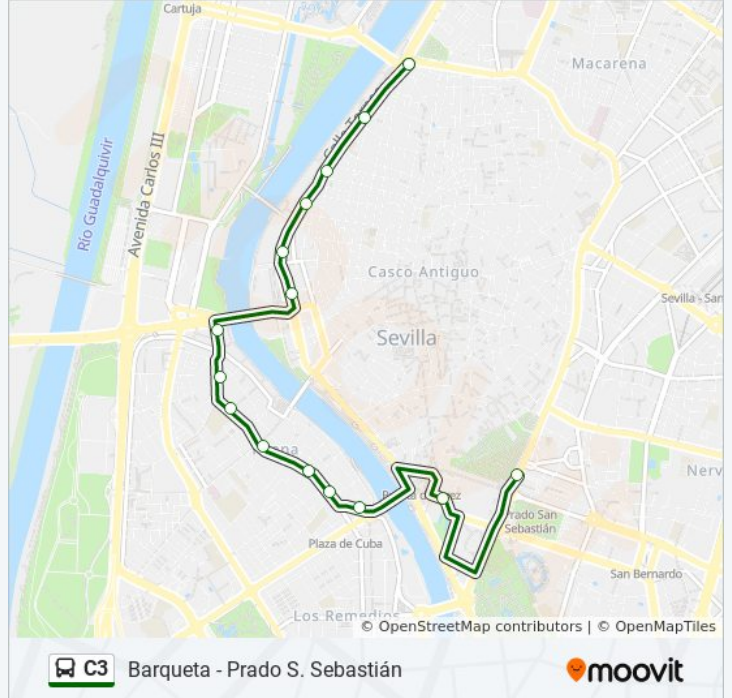 Cartuja
Macarena
Calle
Río Guadalquivir
Avenida Carlos III
Casco Antiguo
Sevilla - San
Sevilla
Nerv
Prado San
Sebastián
Plaza de Cuba
San Bernardo
Los Remedios
© OpenStreetMap contributors | © OpenMapTiles
C3 Barqueta - Prado S. Sebastián
moovit